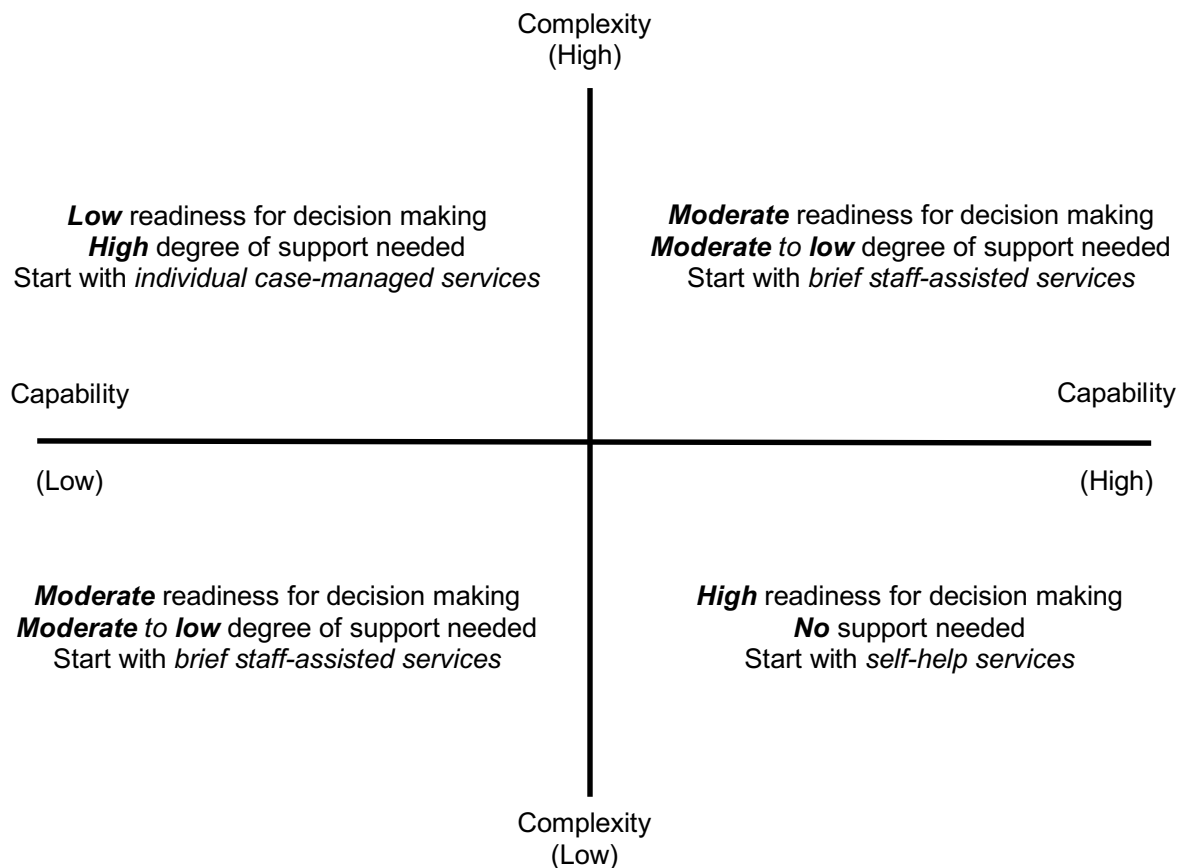 Complexity
(High)
Low readiness for decision making
High degree of support needed
Start with individual case-managed services
Moderate readiness for decision making
Moderate to low degree of support needed
Start with brief staff-assisted services
Capability
Capability
(Low)
(High)
Moderate readiness for decision making
Moderate to low degree of support needed
Start with brief staff-assisted services
High readiness for decision making
No support needed
Start with self-help services
Complexity
(Low)